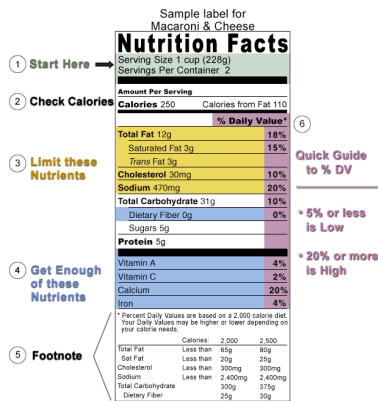 Sample label for
Macaroni & Cheese
Nutrition Facts
1 Start Here
Serving Size 1 cup (228g)
Servings Per Container 2
Amount Per Serving
2 Check Calories
Calories 250 Calories from Fat 110
% Daily Value*
6
Quick Guide
to % DV
• 5% or less
is Low
• 20% or more
is High
3 Limit these
Nutrients
Total Fat 12g 18%
Saturated Fat 3g 15%
Trans Fat 3g
Cholesterol 30mg 10%
Sodium 470mg 20%
Total Carbohydrate 31g 10%
Dietary Fiber 0g 0%
Sugars 5g
Protein 5g
4 Get Enough
of these
Nutrients
Vitamin A 4%
Vitamin C 2%
Calcium 20%
Iron 4%
5 Footnote
* Percent Daily Values are based on a 2,000 calorie diet.
Your Daily Values may be higher or lower depending on
your calorie needs.
Calories: 2,000 2,500
Total Fat Less than 65g 80g
Sat Fat Less than 20g 25g
Cholesterol Less than 300mg 300mg
Sodium Less than 2,400mg 2,400mg
Total Carbohydrate 300g 375g
Dietary Fiber 25g 30g